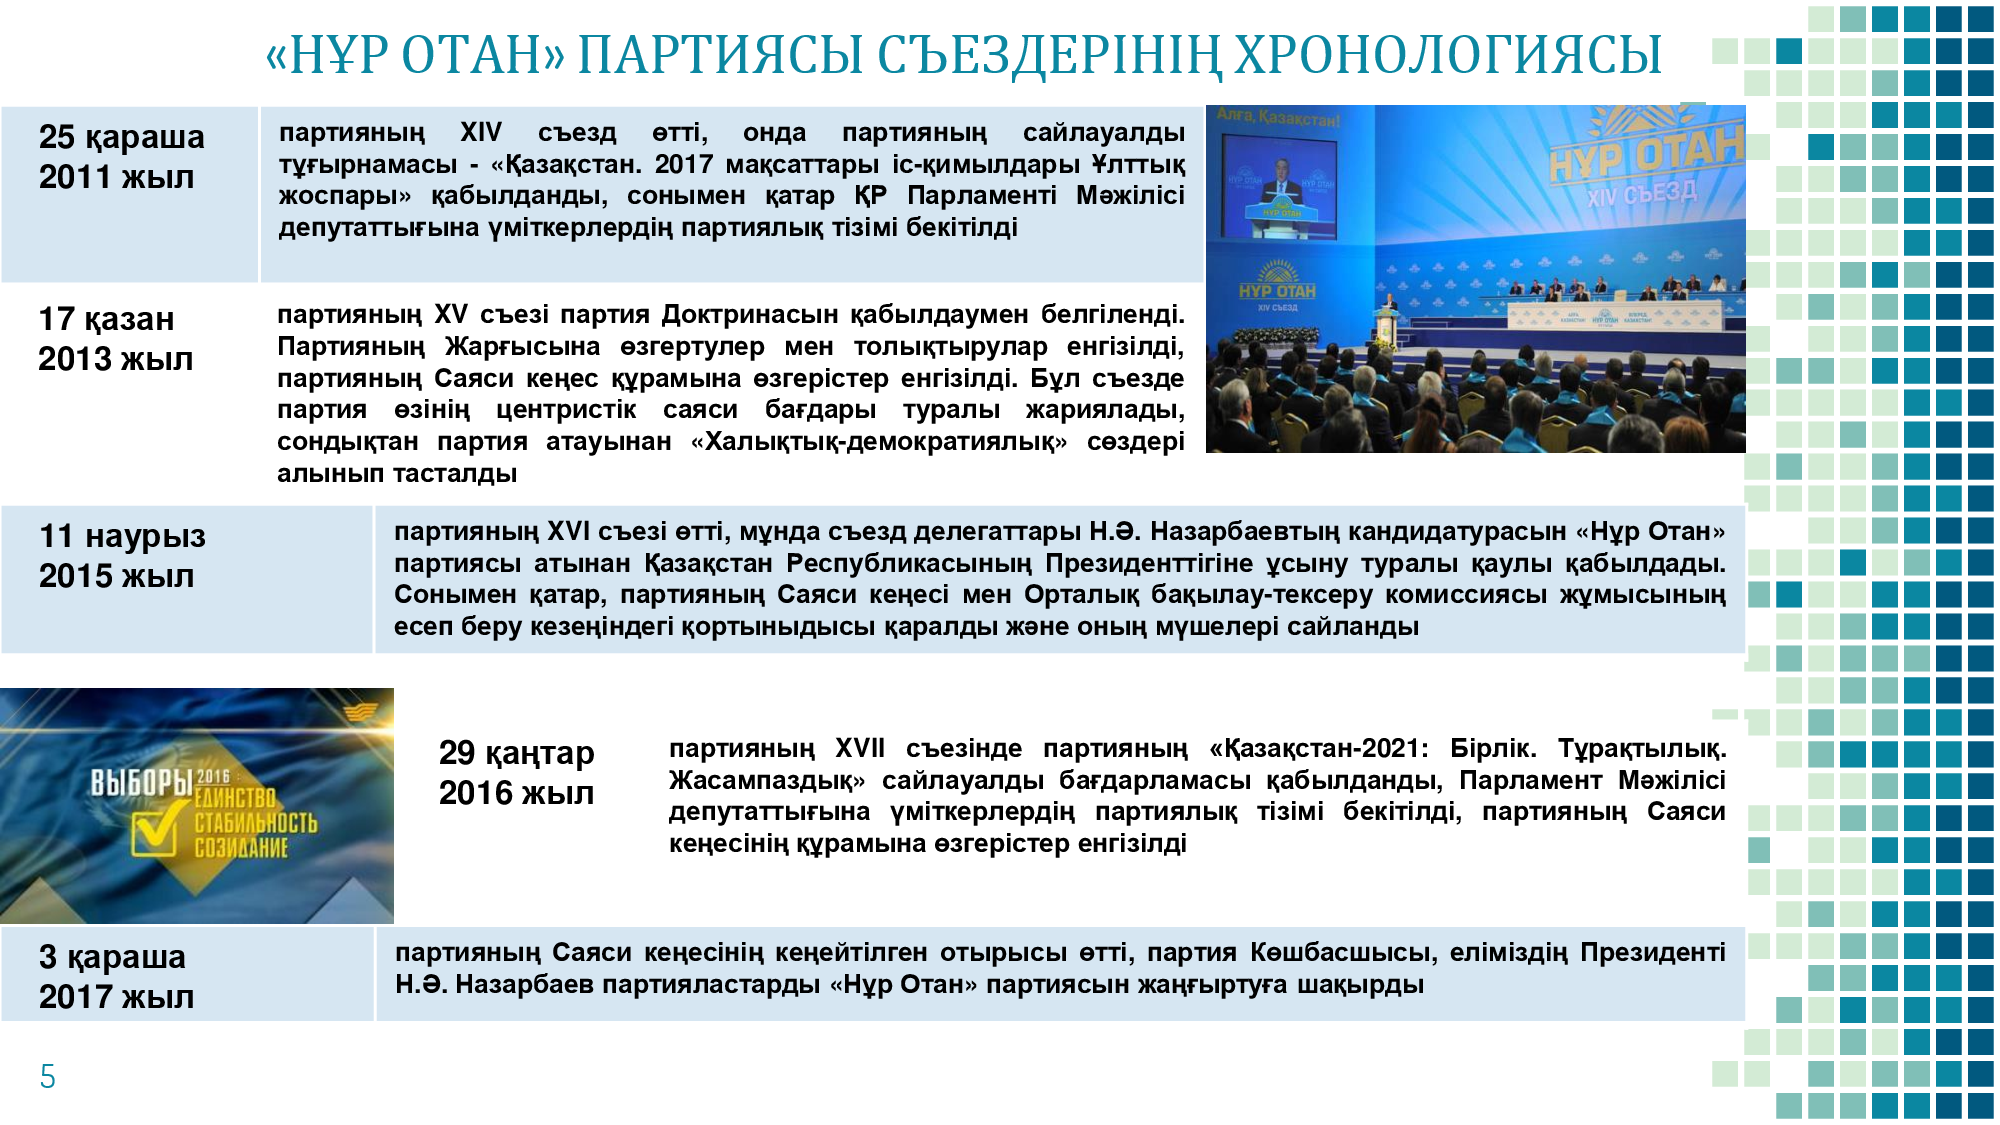 «НҰР ОТАН» ПАРТИЯСЫ СЪЕЗДЕРІНІҢ ХРОНОЛОГИЯСЫ
25 қараша
2011 жыл
партияның XIV съезд өтті, онда партияның сайлауалды
тұғырнамасы - «Қазақстан. 2017 мақсаттары іс-қимылдары Ұлттық
жоспары» қабылданды, сонымен қатар ҚР Парламенті Мәжілісі
депутаттығына үміткерлердің партиялық тізімі бекітілді
Алға, Қазақстан!
НҰР ОТАН
XIV СЪЕЗД
НҰР ОТАН
НҰР ОТАН
XIV СЪЕЗД
НҰР ОТАН
17 қазан
2013 жыл
партияның XV съезі партия Доктринасын қабылдаумен белгіленді.
Партияның Жарғысына өзгертулер мен толықтырулар енгізілді,
партияның Саяси кеңес құрамына өзгерістер енгізілді. Бұл съезде
партия өзінің центристік саяси бағдары туралы жариялады,
сондықтан партия атауынан «Халықтық-демократиялық» сөздері
алынып тасталды
11 наурыз
2015 жыл
партияның XVI съезі өтті, мұнда съезд делегаттары Н.Ә. Назарбаевтың кандидатурасын «Нұр Отан»
партиясы атынан Қазақстан Республикасының Президенттігіне ұсыну туралы қаулы қабылдады.
Сонымен қатар, партияның Саяси кеңесі мен Орталық бақылау-тексеру комиссиясы жұмысының
есеп беру кезеңіндегі қортыныдысы қаралды және оның мүшелері сайланды
ВЫБОРЫ 2016
ЕДИНСТВО
СТАБИЛЬНОСТЬ
СОЗИДАНИЕ
29 қаңтар
2016 жыл
партияның XVII съезінде партияның «Қазақстан-2021: Бірлік. Тұрақтылық.
Жасампаздық» сайлауалды бағдарламасы қабылданды, Парламент Мәжілісі
депутаттығына үміткерлердің партиялық тізімі бекітілді, партияның Саяси
кеңесінің құрамына өзгерістер енгізілді
3 қараша
2017 жыл
партияның Саяси кеңесінің кеңейтілген отырысы өтті, партия Көшбасшысы, еліміздің Президенті
Н.Ә. Назарбаев партияластарды «Нұр Отан» партиясын жаңғыртуға шақырды
5